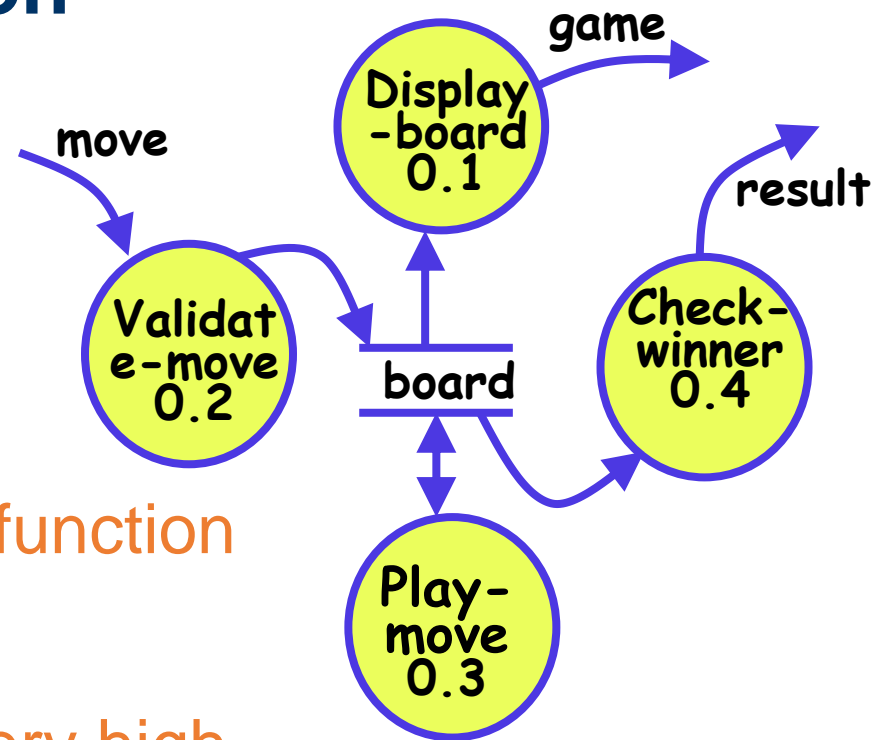 game
Display
-board
0.1
move
result
Validat
e-move
0.2
board
Check-
winner
0.4
function
Play-
move
0.3